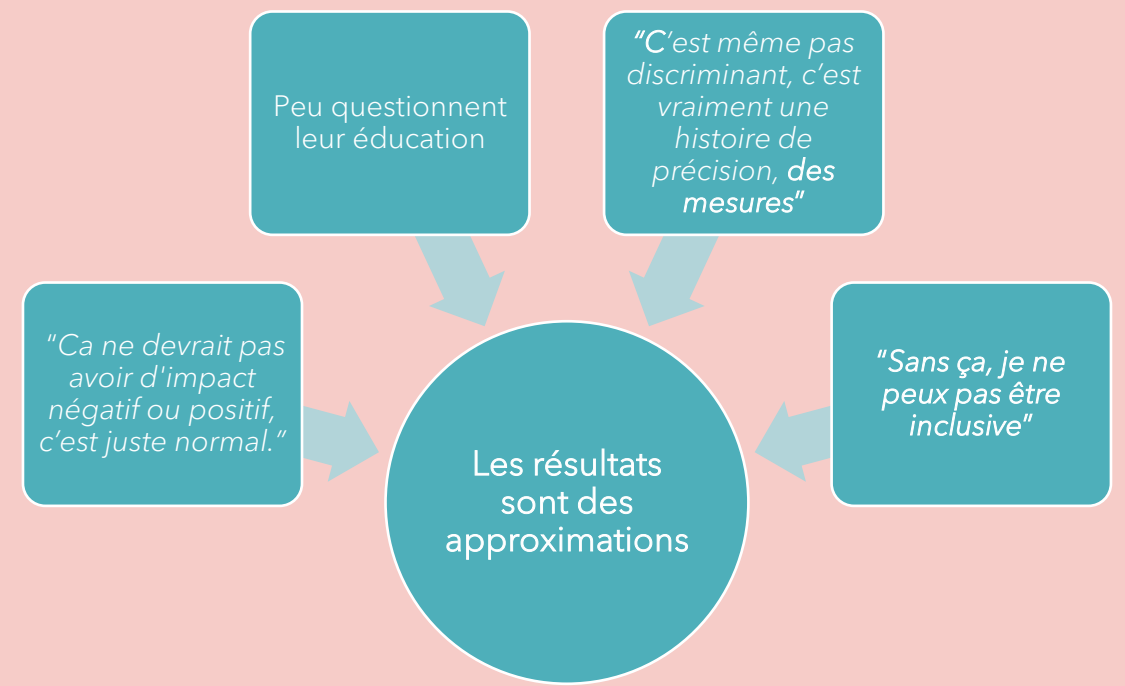 Peu questionnent
leur éducation
"C'est même pas
discriminant, c'est
vraiment une
histoire de
précision, des
mesures"
"Ca ne devrait pas
avoir d'impact
négatif ou positif,
c'est juste normal."
"Sans ça, je ne
peux pas être
inclusive"
Les résultats
sont des
approximations